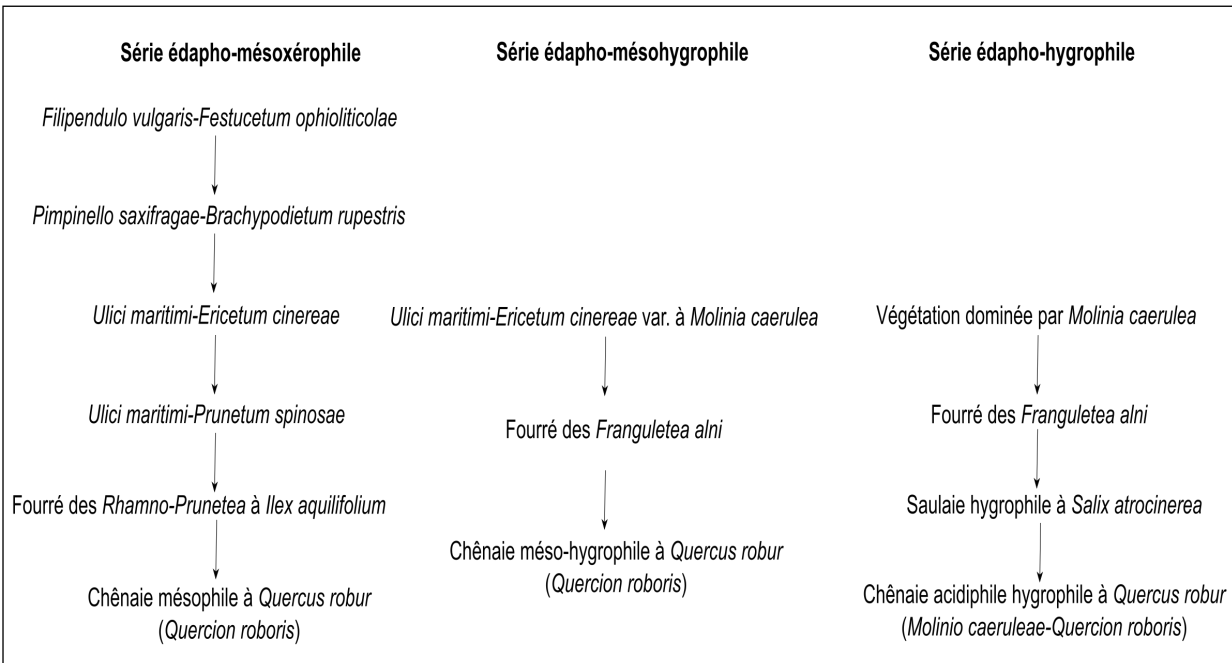 Série édapho-mésoxérophile
Filipendulo vulgaris-Festucetum ophioliticolae
Pimpinello saxifragae-Brachypodietum rupestris
Ulici maritimi-Ericetum cinereae
Ulici maritimi-Prunetum spinosae
Fourré des Rhamno-Prunetea à Ilex aquilifolium
Chênaie mésophile à Quercus robur
(Quercion roboris)
Série édapho-mésohygrophile
Ulici maritimi-Ericetum cinereae var. à Molinia caerulea
Fourré des Franguletea alni
Chênaie méso-hygrophile à Quercus robur
(Quercion roboris)
Série édapho-hygrophile
Végétation dominée par Molinia caerulea
Fourré des Franguletea alni
Saulaie hygrophile à Salix atrocinerea
Chênaie acidiphile hygrophile à Quercus robur
(Molinio caeruleae-Quercion roboris)